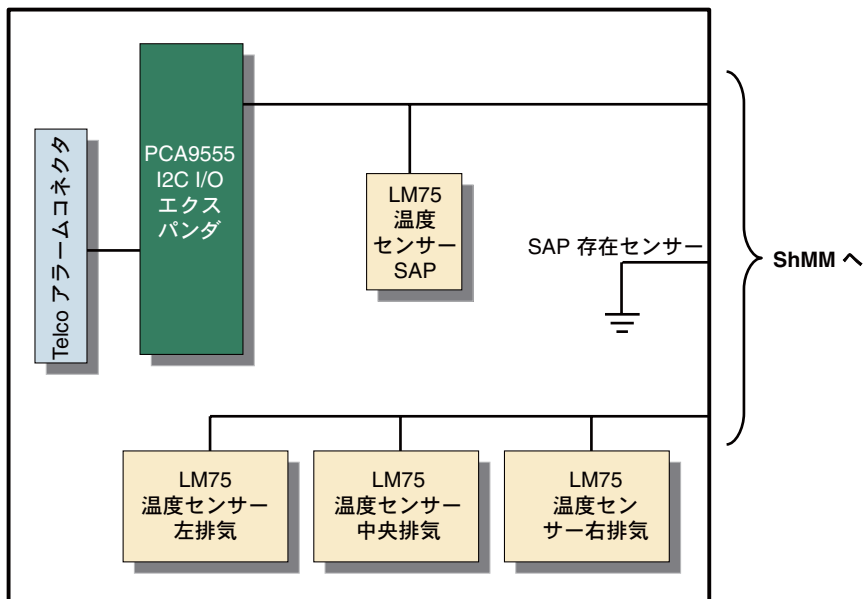 Telco アラームコネクタ
PCA9555
I2C I/O
エクス
パンダ
LM75
温度
センサー
SAP
SAP 存在センサー
ShMM へ
LM75
温度センサー
左排気
LM75
温度センサー
中央排気
LM75
温度セン
サー右排気